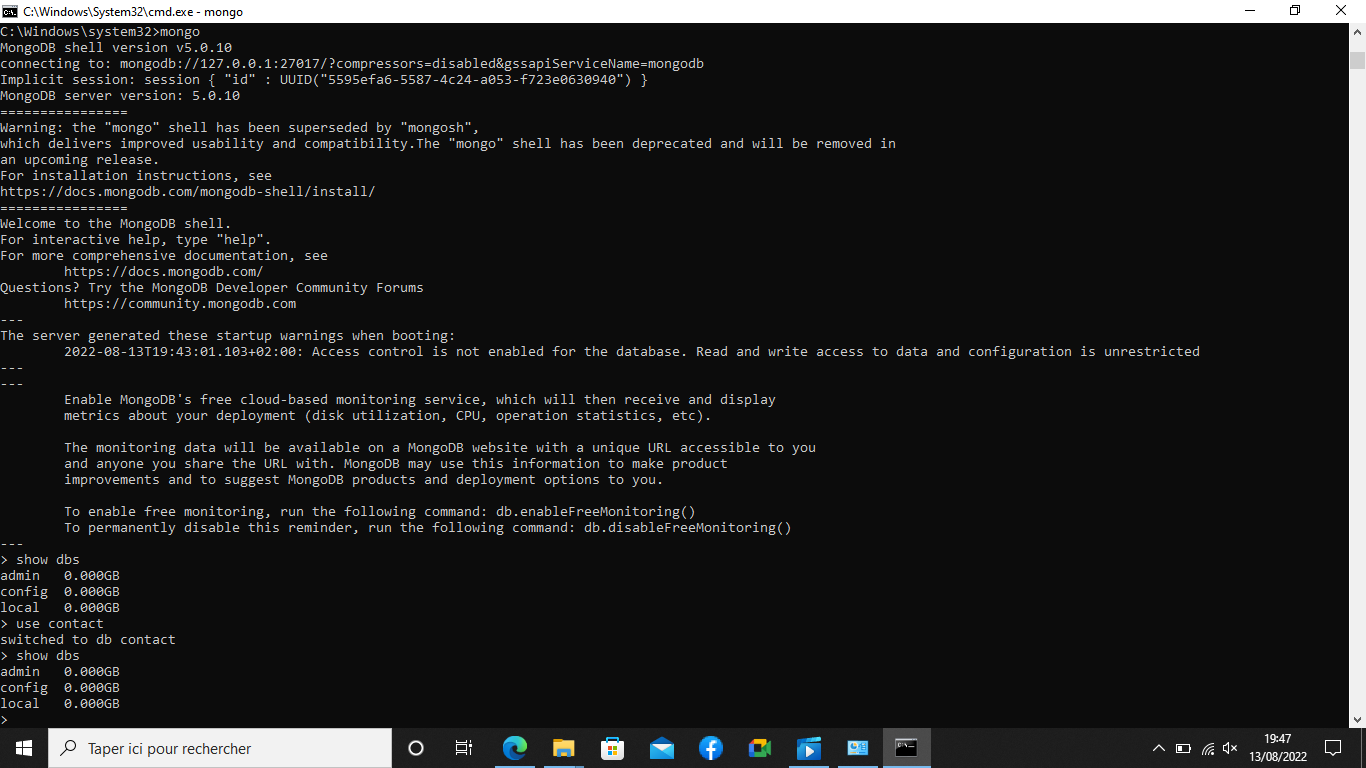 C:\Windows\System32\cmd.exe - mongo
C:\Windows\system32>mongo
MongoDB shell version v5.0.10
connecting to: mongodb://127.0.0.1:27017/?compressors=disabled&gssapiServiceName=mongodb
Implicit session: session { "id" : UUID("5595efa6-5587-4c24-a053-f723e0630940") }
MongoDB server version: 5.0.10
================
Warning: the "mongo" shell has been superseded by "mongosh",
which delivers improved usability and compatibility.The "mongo" shell has been deprecated and will be removed in
an upcoming release.
For installation instructions, see
https://docs.mongodb.com/mongodb-shell/install/
================
Welcome to the MongoDB shell.
For interactive help, type "help".
For more comprehensive documentation, see
        https://docs.mongodb.com/
Questions? Try the MongoDB Developer Community Forums
        https://community.mongodb.com
---
The server generated these startup warnings when booting:
        2022-08-13T19:43:01.103+02:00: Access control is not enabled for the database. Read and write access to data and configuration is unrestricted
---
---
        Enable MongoDB's free cloud-based monitoring service, which will then receive and display
        metrics about your deployment (disk utilization, CPU, operation statistics, etc).

        The monitoring data will be available on a MongoDB website with a unique URL accessible to you
        and anyone you share the URL with. MongoDB may use this information to make product
        improvements and to suggest MongoDB products and deployment options to you.

        To enable free monitoring, run the following command: db.enableFreeMonitoring()
        To permanently disable this reminder, run the following command: db.disableFreeMonitoring()
---
> show dbs
admin   0.000GB
config  0.000GB
local   0.000GB
> use contact
switched to db contact
> show dbs
admin   0.000GB
config  0.000GB
local   0.000GB
>
Taper ici pour rechercher
19:47
13/08/2022